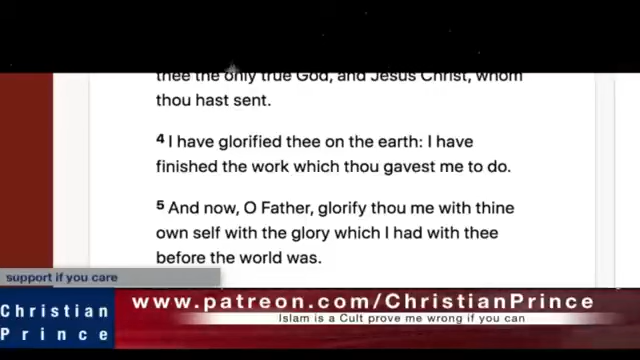 thee the only true God, and Jesus Christ, whom
thou hast sent.
4 I have glorified thee on the earth: I have
finished the work which thou gavest me to do.
5 And now, O Father, glorify thou me with thine
own self with the glory which I had with thee
before the world was.
support if you care
www.patreon.com/ChristianPrince
Christian
Prince
Islam is a Cult prove me wrong if you can